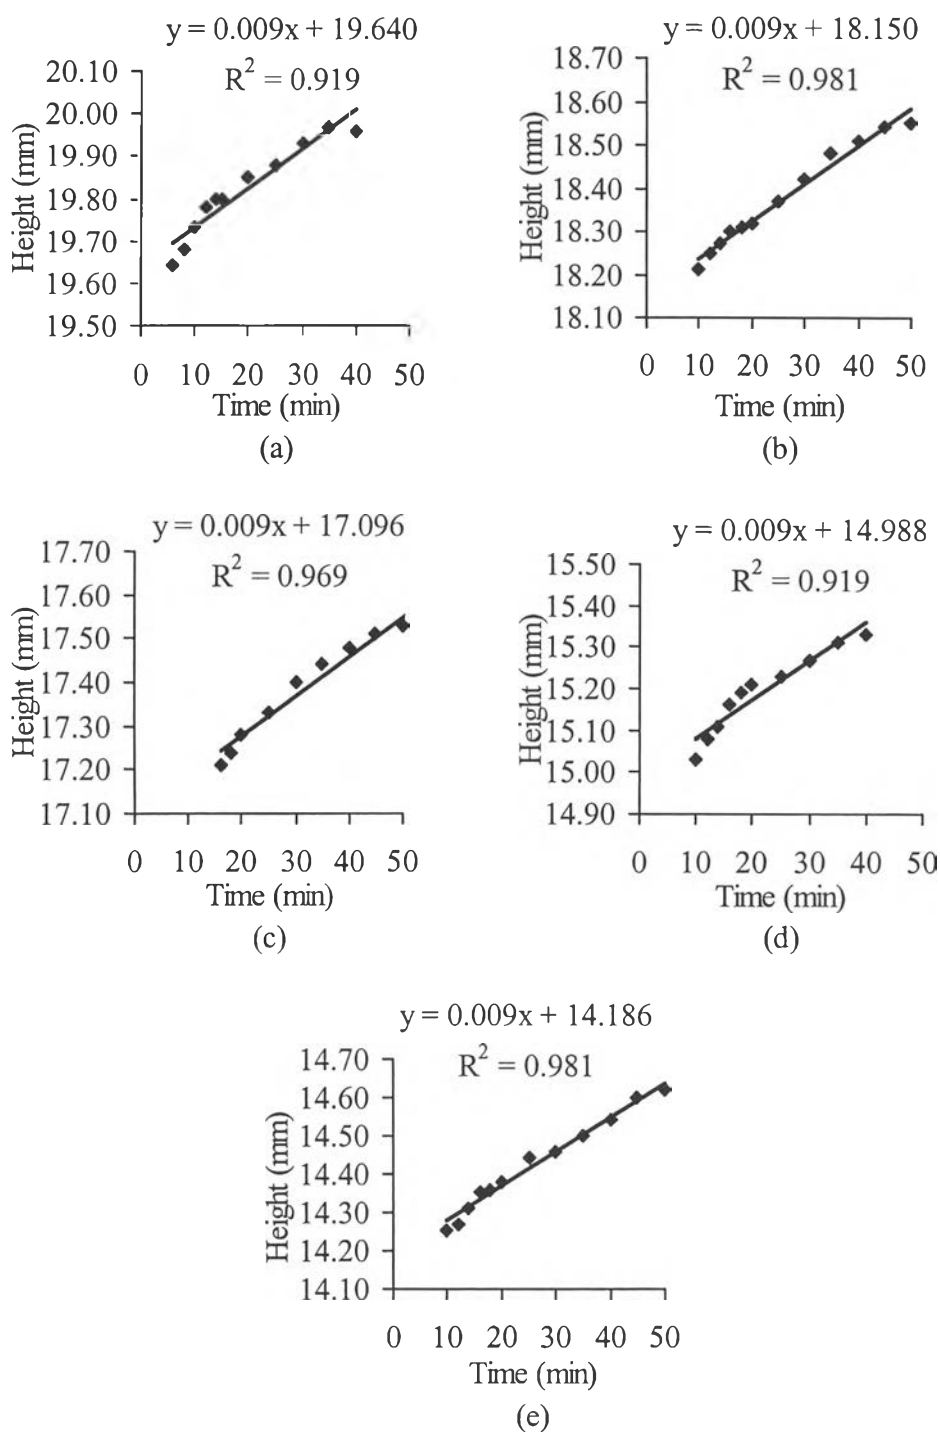 y = 0.009x + 19.640
R² = 0.919
20.10
20.00
19.90
19.80
19.70
19.60
19.50
Height (mm)
0 10 20 30 40 50
Time (min)
(a)
y = 0.009x + 18.150
R² = 0.981
18.70
18.60
18.50
18.40
18.30
18.20
18.10
Height (mm)
0 10 20 30 40 50
Time (min)
(b)
y = 0.009x + 17.096
R² = 0.969
17.70
17.60
17.50
17.40
17.30
17.20
17.10
Height (mm)
0 10 20 30 40 50
Time (min)
(c)
y = 0.009x + 14.988
R² = 0.919
15.50
15.40
15.30
15.20
15.10
15.00
14.90
Height (mm)
0 10 20 30 40 50
Time (min)
(d)
y = 0.009x + 14.186
R² = 0.981
14.70
14.60
14.50
14.40
14.30
14.20
14.10
Height (mm)
0 10 20 30 40 50
Time (min)
(e)